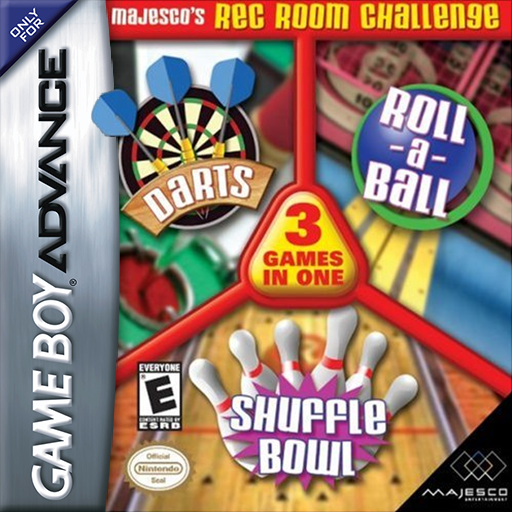 ONLY
FOR
GAME BOY ADVANCE
MAJESCO'S REC ROOM CHALLENGE
DARTS
ROLL
-a-
BALL
3
GAMES
IN ONE
EVERYONE
E
CONTENT RATED BY
ESRB
Official
Nintendo
Seal
SHUFFLE
BOWL
MAJESCO
ENTERTAINMENT